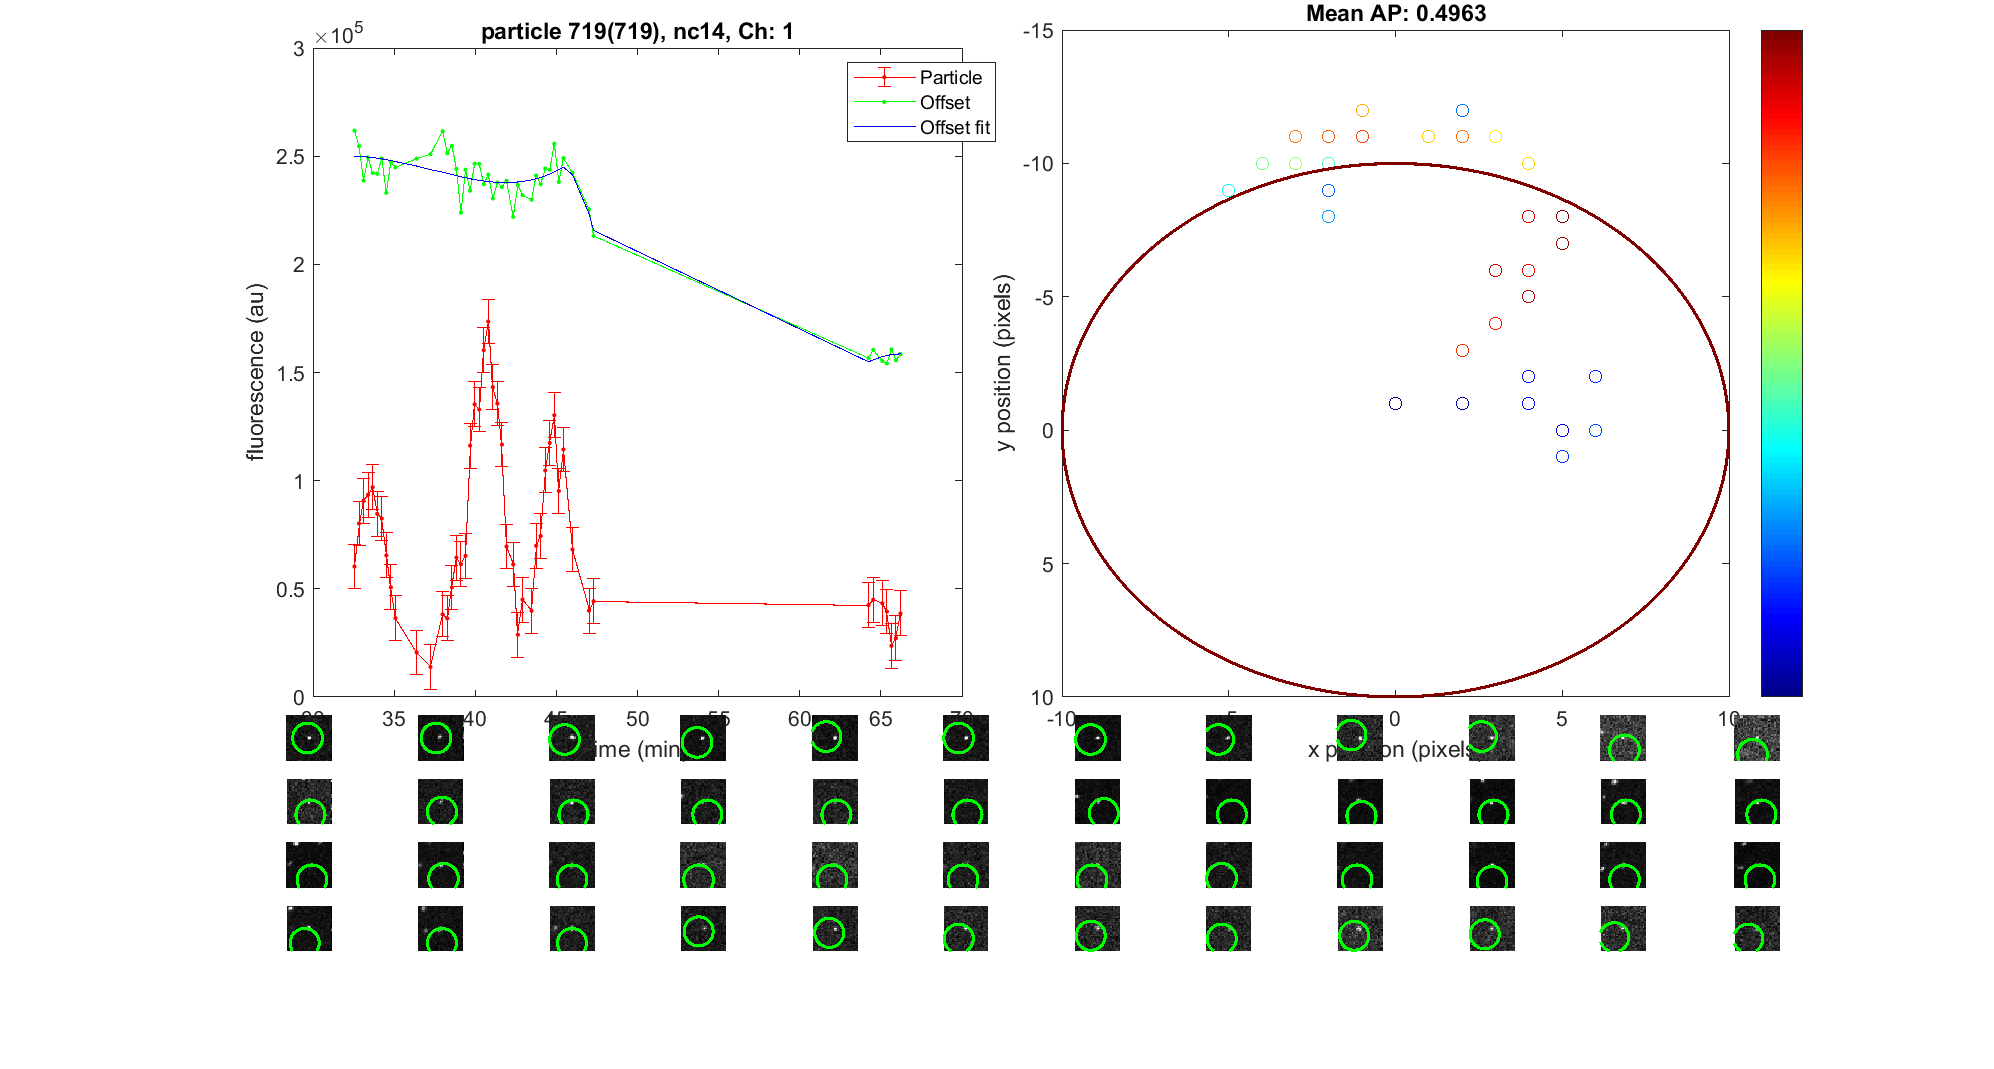 particle 719(719), nc14, Ch: 1
×10^5
3
2.5
2
1.5
1
0.5
0
fluorescence (au)
35 40 50 55 60 65
Particle
Offset
Offset fit
Mean AP: 0.4963
-15
-10
-5
0
5
10
y position (pixels)
-10 -5 0 5 10